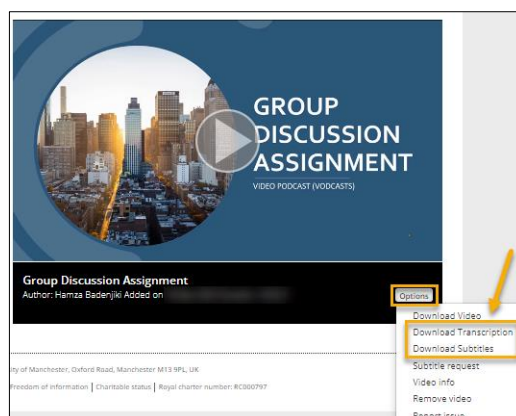 GROUP
DISCUSSION
ASSIGNMENT
VIDEO PODCAST (VODCASTS)
Group Discussion Assignment
Author: Hamza Badenjiki Added on
Options
Download Video
Download Transcription
Download Subtitles
Subtitle request
Video info
Remove video
Report issue
ity of Manchester, Oxford Road, Manchester M13 9PL, UK
Freedom of information | Charitable status | Royal charter number: RC000797